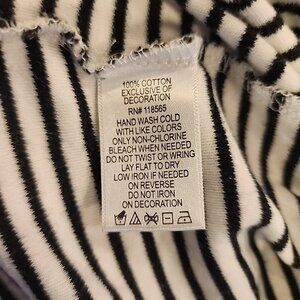 100% COTTON
EXCLUSIVE OF
DECORATION
RN# 118565
HAND WASH COLD
WITH LIKE COLORS
ONLY NON-CHLORINE
BLEACH WHEN NEEDED
DO NOT TWIST OR WRING
LAY FLAT TO DRY
LOW IRON IF NEEDED
ON REVERSE
DO NOT IRON
ON DECORATION